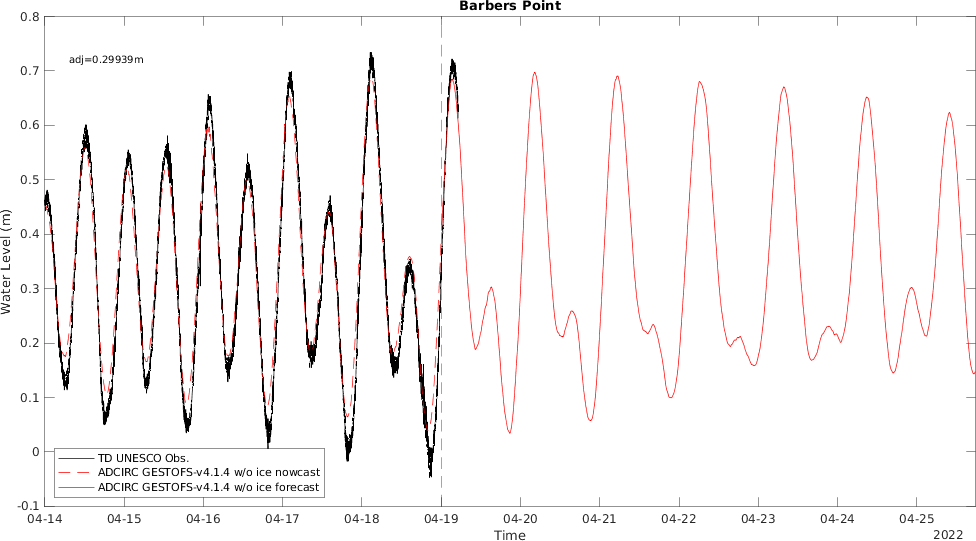 Barbers Point
adj=0.29939m
0.8
0.7
0.6
0.5
0.4
0.3
0.2
0.1
0
-0.1
Water Level (m)
TD UNESCO Obs.
ADCIRC GESTOFS-v4.1.4 w/o ice nowcast
ADCIRC GESTOFS-v4.1.4 w/o ice forecast
04-14 04-15 04-16 04-17 04-18 04-19 04-20 04-21 04-22 04-23 04-24 04-25
Time
2022